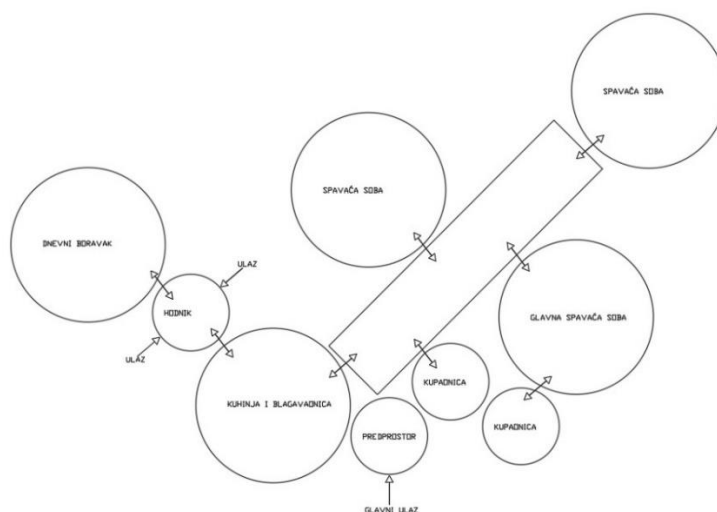 SPAVAĆA SOBA
SPAVAĆA SOBA
DNEVNI BORAVAK
ULAZ
HODNIK
GLAVNA SPAVAĆA SOBA
ULAZ
KUPAONICA
KUHINJA I BLAGAVAONICA
KUPAONICA
PREDPROSTOR
GLAVNI ULAZ